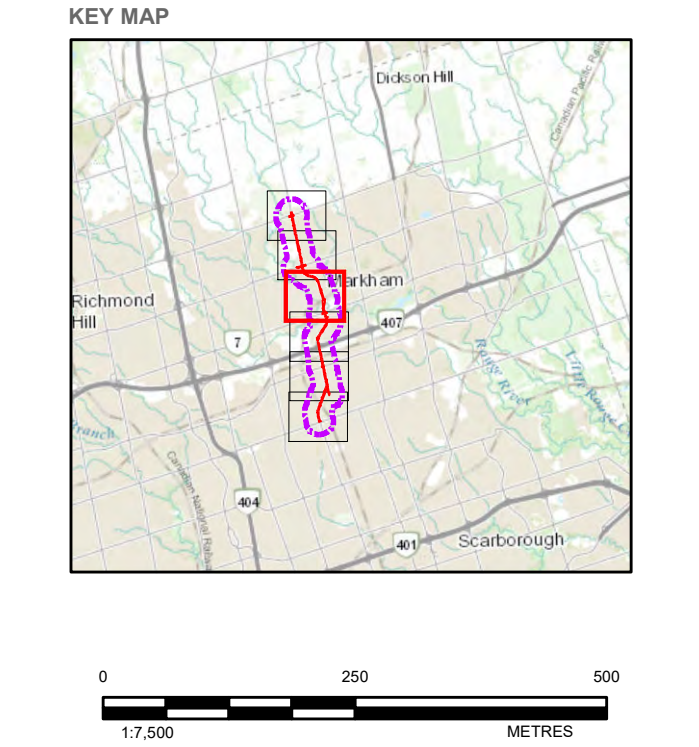 KEY MAP
Dickson Hill
Canadian Pacific Rail
Markham
Richmond
Hill
407
7
Rouge River
Little Rouge C
Branch
Canadian National Railwa
404
401
Scarborough
0 250 500
1:7,500 METRES